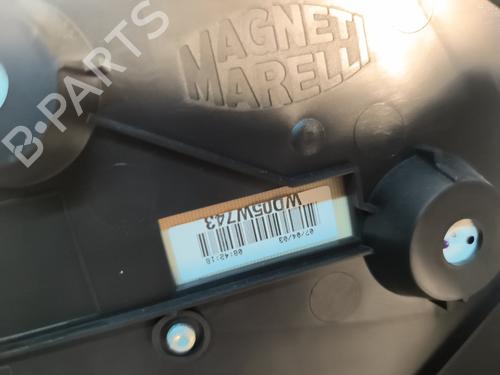 MAGNETI
MARELLI
WD05W743
07/04/03 08:42:18
B-PARTS